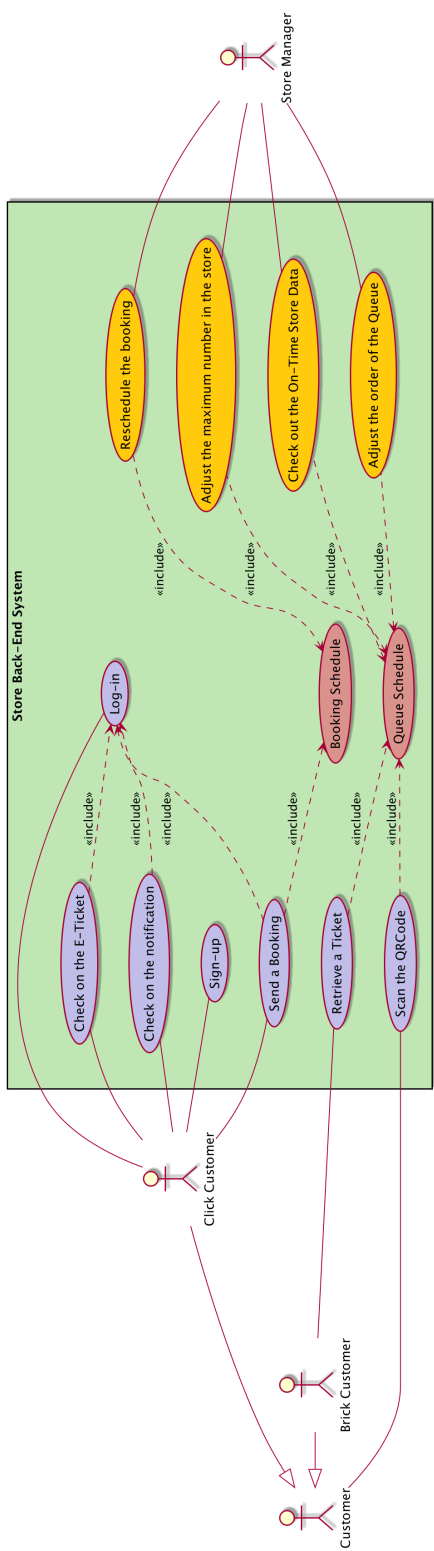 Store Back-End System
Customer
Brick Customer
Click Customer
Check on the E-Ticket
Check on the notification
Sign-up
Send a Booking
Retrieve a Ticket
Scan the QRCode
«include»
«include»
«include»
«include»
«include»
«include»
Log-in
Booking Schedule
Queue Schedule
«include»
«include»
«include»
«include»
Reschedule the booking
Adjust the maximum number in the store
Check out the On-Time Store Data
Adjust the order of the Queue
Store Manager